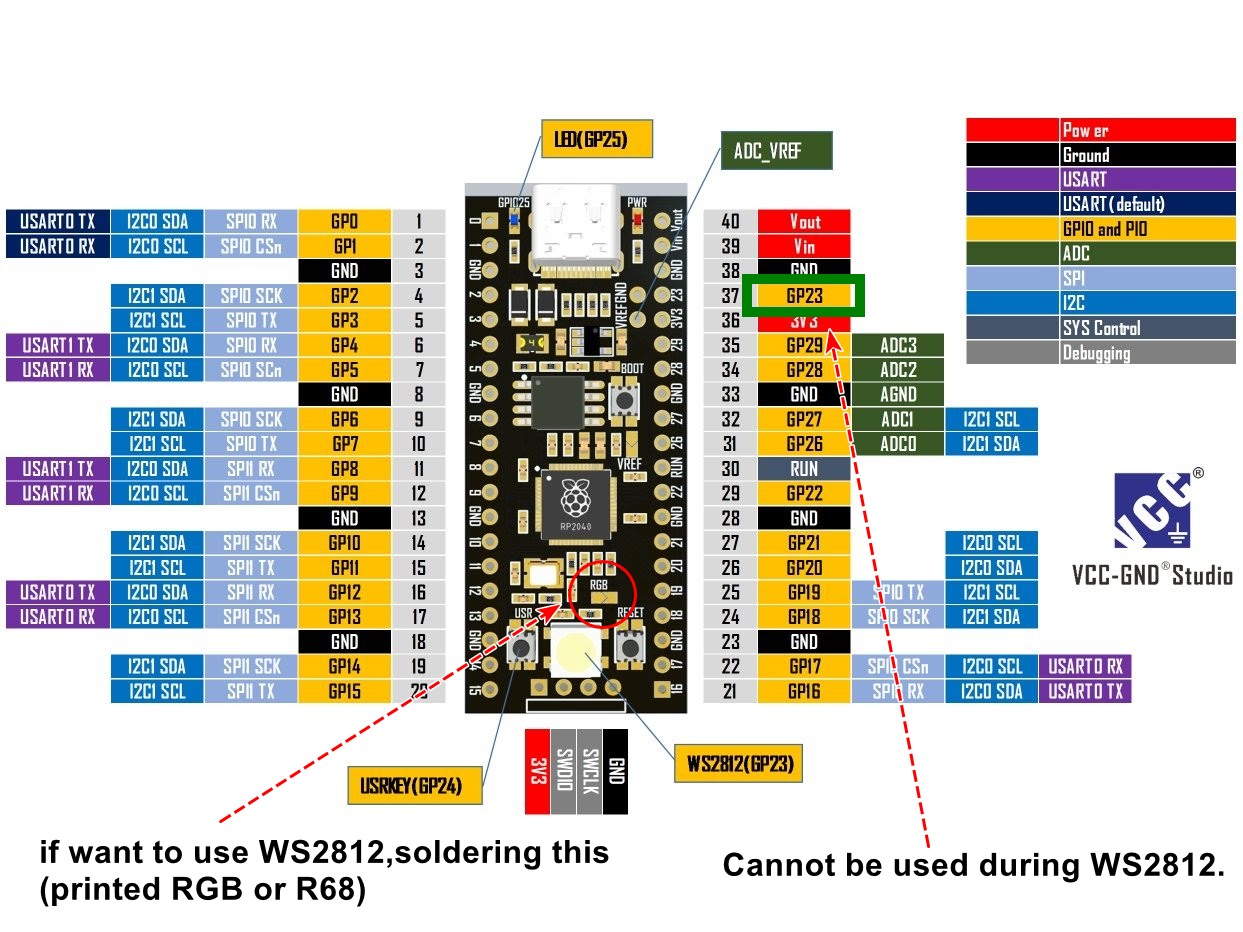 LED(GP25)
ADC_VREF
Power
Ground
USART
USART(default)
GPIO and PIO
ADC
SPI
I2C
SYS Control
Debugging
USART0 TX I2C0 SDA SPI0 RX GP0 1
USART0 RX I2C0 SCL SPI0 CSn GP1 2
GND 3
I2C1 SDA SPI0 SCK GP2 4
I2C1 SCL SPI0 TX GP3 5
USART1 TX I2C0 SDA SPI0 RX GP4 6
USART1 RX I2C0 SCL SPI0 SCn GP5 7
GND 8
I2C1 SDA SPI0 SCK GP6 9
I2C1 SCL SPI0 TX GP7 10
USART1 TX I2C0 SDA SPI1 RX GP8 11
USART1 RX I2C0 SCL SPI1 CSn GP9 12
GND 13
I2C1 SDA SPI1 SCK GP10 14
I2C1 SCL SPI1 TX GP11 15
USART0 TX I2C0 SDA SPI1 RX GP12 16
USART0 RX I2C0 SCL SPI1 CSn GP13 17
GND 18
I2C1 SDA SPI1 SCK GP14 19
I2C1 SCL SPI1 TX GP15 20
GPIO25 PWR
0 Vout
1 Vin
GND GND
2 23
3 3V3
4 29
5 28
GND GND
6 27
7 26
8 RUN
9 22
GND GND
10 21
11 20
12 19
13 18
GND GND
14 17
15 16
VREF GND
4
BOOT
VREF
RP2040
RGB
USR RESET
40 Vout
39 Vin
38 GND
37 GP23
36 3V3
35 GP29 ADC3
34 GP28 ADC2
33 GND AGND
32 GP27 ADC1 I2C1 SCL
31 GP26 ADC0 I2C1 SDA
30 RUN
29 GP22
28 GND
27 GP21 I2C0 SCL
26 GP20 I2C0 SDA
25 GP19 SPI0 TX I2C1 SCL
24 GP18 SPI0 SCK I2C1 SDA
23 GND
22 GP17 SPI0 CSn I2C0 SCL USART0 RX
21 GP16 SPI0 RX I2C0 SDA USART0 TX
VCC®
VCC-GND®Studio
3V3 SWDIO SWCLK GND
WS2812(GP23)
USRKEY(GP24)
if want to use WS2812,soldering this
(printed RGB or R68)
Cannot be used during WS2812.